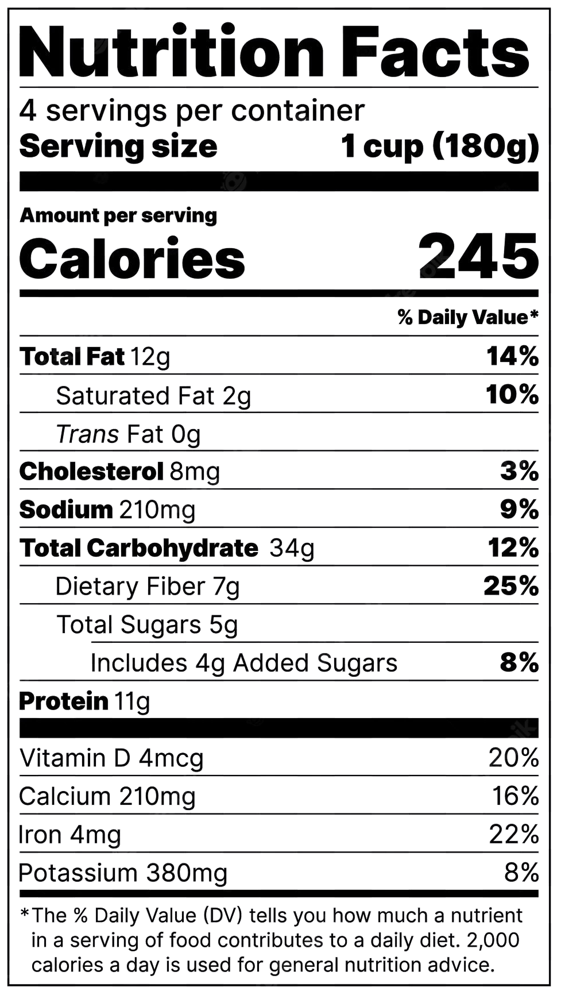 Nutrition Facts
4 servings per container
Serving size 1 cup (180g)
Amount per serving
Calories 245
% Daily Value*
Total Fat 12g 14%
Saturated Fat 2g 10%
Trans Fat 0g
Cholesterol 8mg 3%
Sodium 210mg 9%
Total Carbohydrate 34g 12%
Dietary Fiber 7g 25%
Total Sugars 5g
Includes 4g Added Sugars 8%
Protein 11g
Vitamin D 4mcg 20%
Calcium 210mg 16%
Iron 4mg 22%
Potassium 380mg 8%
*The % Daily Value (DV) tells you how much a nutrient
in a serving of food contributes to a daily diet. 2,000
calories a day is used for general nutrition advice.